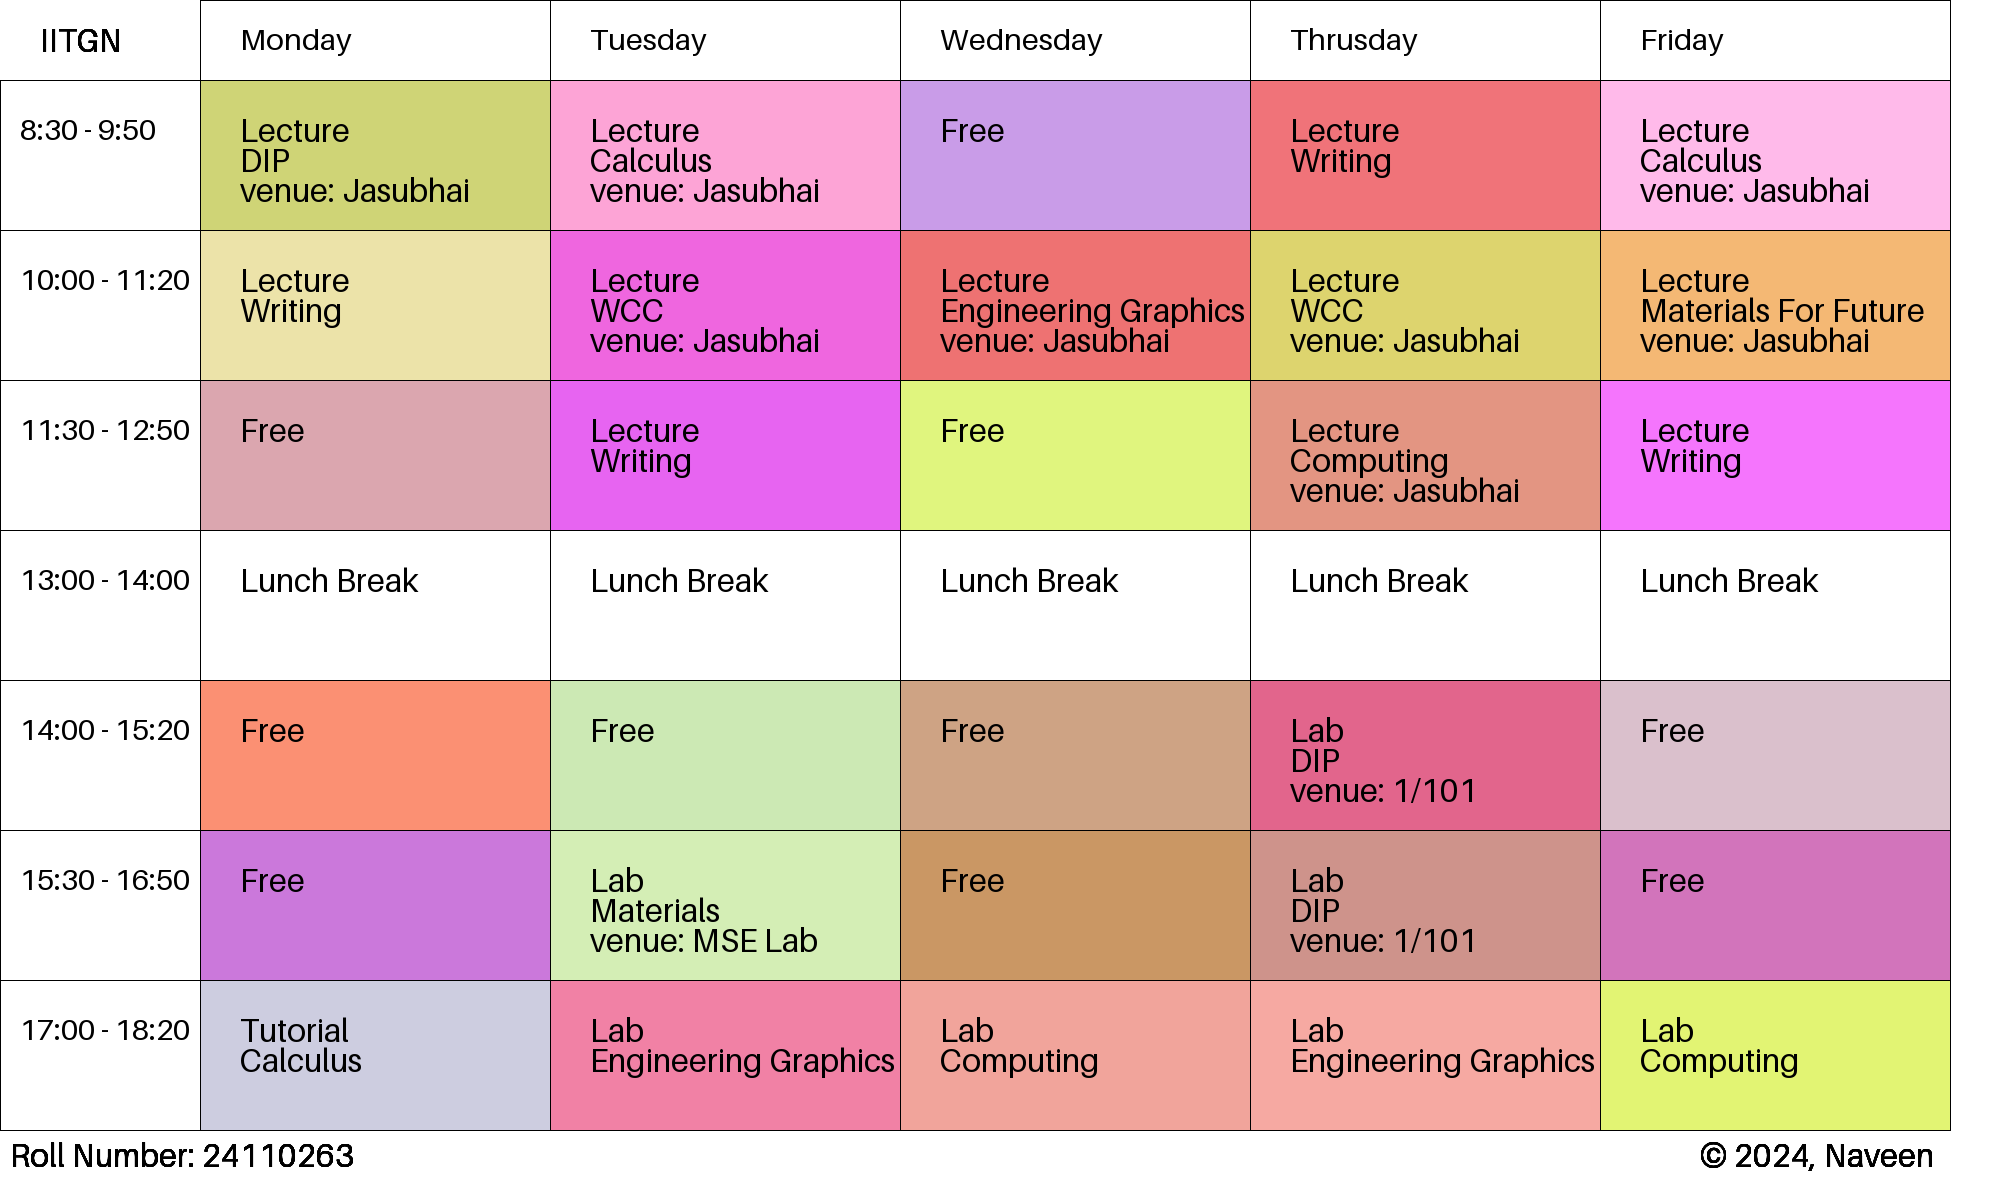 IITGN
Monday
Tuesday
Wednesday
Thrusday
Friday
8:30 - 9:50
Lecture
DIP
venue: Jasubhai
Lecture
Calculus
venue: Jasubhai
Free
Lecture
Writing
Lecture
Calculus
venue: Jasubhai
10:00 - 11:20
Lecture
Writing
Lecture
WCC
venue: Jasubhai
Lecture
Engineering Graphics
venue: Jasubhai
Lecture
WCC
venue: Jasubhai
Lecture
Materials For Future
venue: Jasubhai
11:30 - 12:50
Free
Lecture
Writing
Free
Lecture
Computing
venue: Jasubhai
Lecture
Writing
13:00 - 14:00
Lunch Break
Lunch Break
Lunch Break
Lunch Break
Lunch Break
14:00 - 15:20
Free
Free
Free
Lab
DIP
venue: 1/101
Free
15:30 - 16:50
Free
Lab
Materials
venue: MSE Lab
Free
Lab
DIP
venue: 1/101
Free
17:00 - 18:20
Tutorial
Calculus
Lab
Engineering Graphics
Lab
Computing
Lab
Engineering Graphics
Lab
Computing
Roll Number: 24110263
© 2024, Naveen